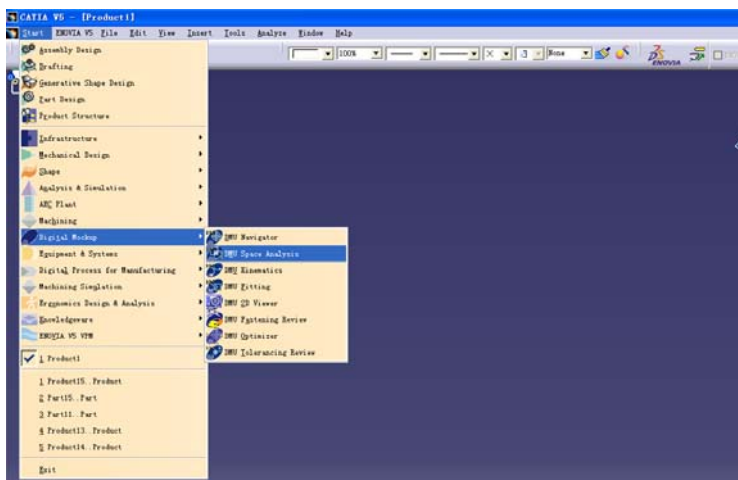 CATIA V5 - [Product1]
Start ENOVIA V5 File Edit View Insert Tools Analyze Window Help
100% 3 None
ENOVIA
Assembly Design
Drafting
Generative Shape Design
Part Design
Product Structure
Infrastructure
Mechanical Design
Shape
Analysis & Simulation
AEC Plant
Machining
Digital Mockup
Equipment & Systems
Digital Process for Manufacturing
Machining Simulation
Ergonomics Design & Analysis
Knowledgeware
ENOVIA V5 VPM
DMU Navigator
DMU Space Analysis
DMU Kinematics
DMU Fitting
DMU 2D Viewer
DMU Fastening Review
DMU Optimizer
DMU Tolerancing Review
1 Product1
1 Product15..Product
2 Part15..Part
3 Part11..Part
4 Product13..Product
5 Product14..Product
Exit